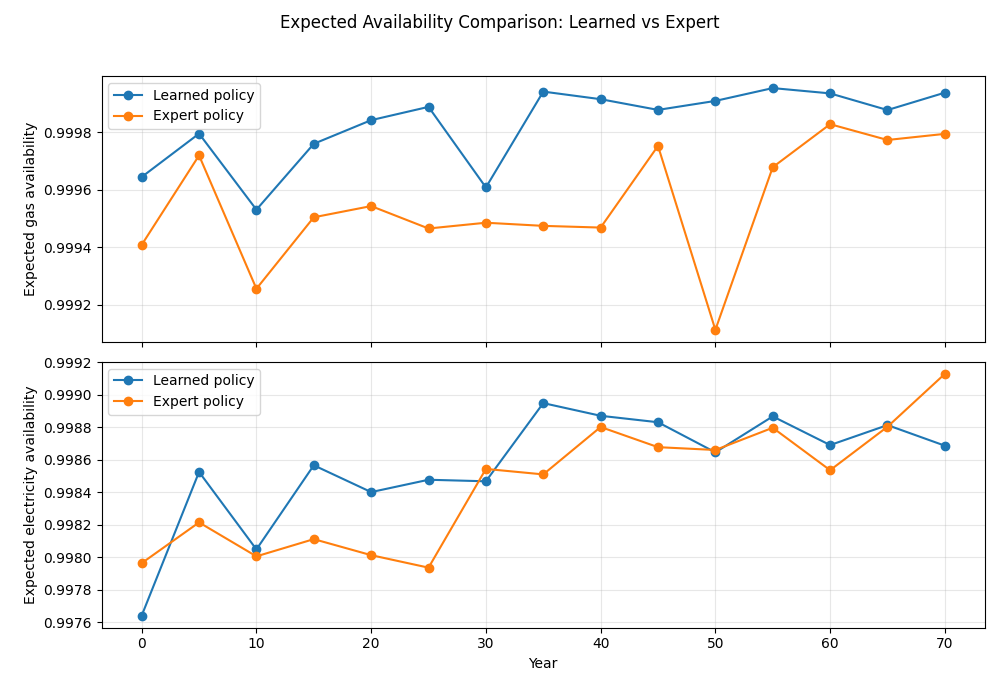 Expected Availability Comparison: Learned vs Expert
Learned policy
Expert policy
Expected gas availability
0.9998
0.9996
0.9994
0.9992
Learned policy
Expert policy
Expected electricity availability
0.9992
0.9990
0.9988
0.9986
0.9984
0.9982
0.9980
0.9978
0.9976
0 10 20 30 40 50 60 70
Year